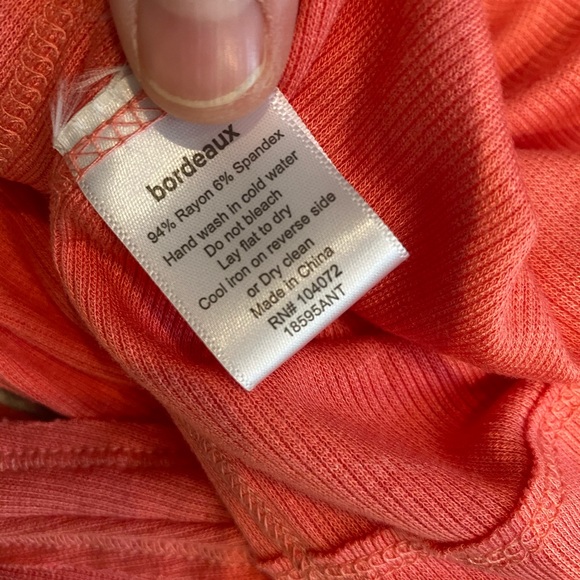 bordeaux
94% Rayon 6% Spandex
Hand wash in cold water
Do not bleach
Lay flat to dry
Cool iron on reverse side
or Dry clean
Made in China
RN# 104072
18595ANT